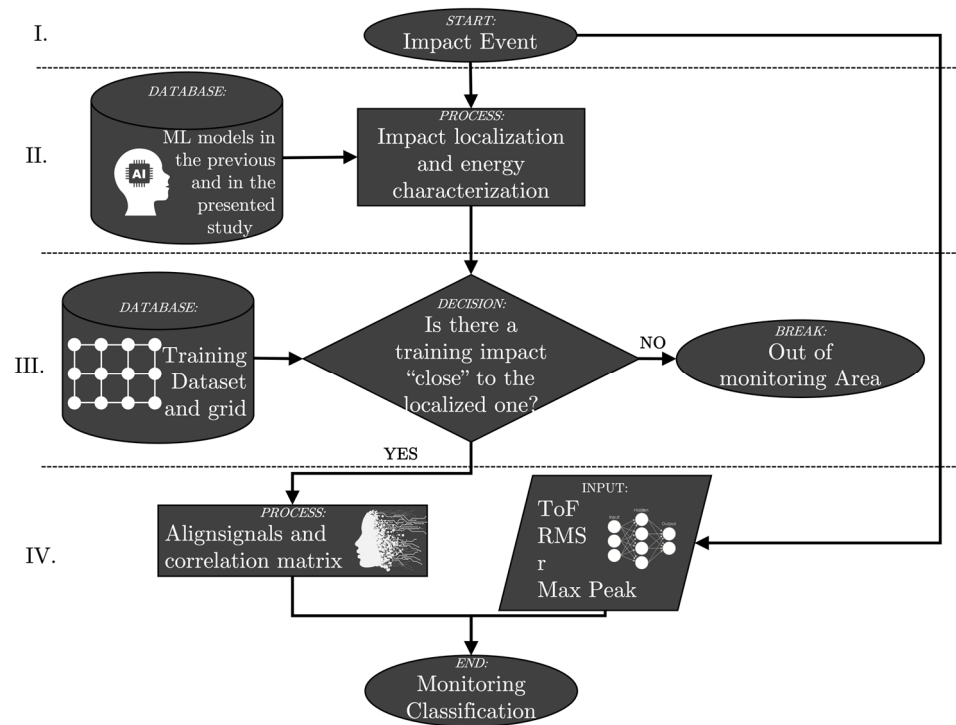 I.
START:
Impact Event
II.
DATABASE:
ML models in
the previous
and in the
presented
study
AI
PROCESS:
Impact localization
and energy
characterization
III.
DATABASE:
Training
Dataset
and grid
DECISION:
Is there a
training impact
“close” to the
localized one?
NO
BREAK:
Out of
monitoring Area
YES
IV.
PROCESS:
Alignsignals and
correlation matrix
INPUT:
ToF
RMS
r
Max Peak
Input
Hidden
Output
END:
Monitoring
Classification